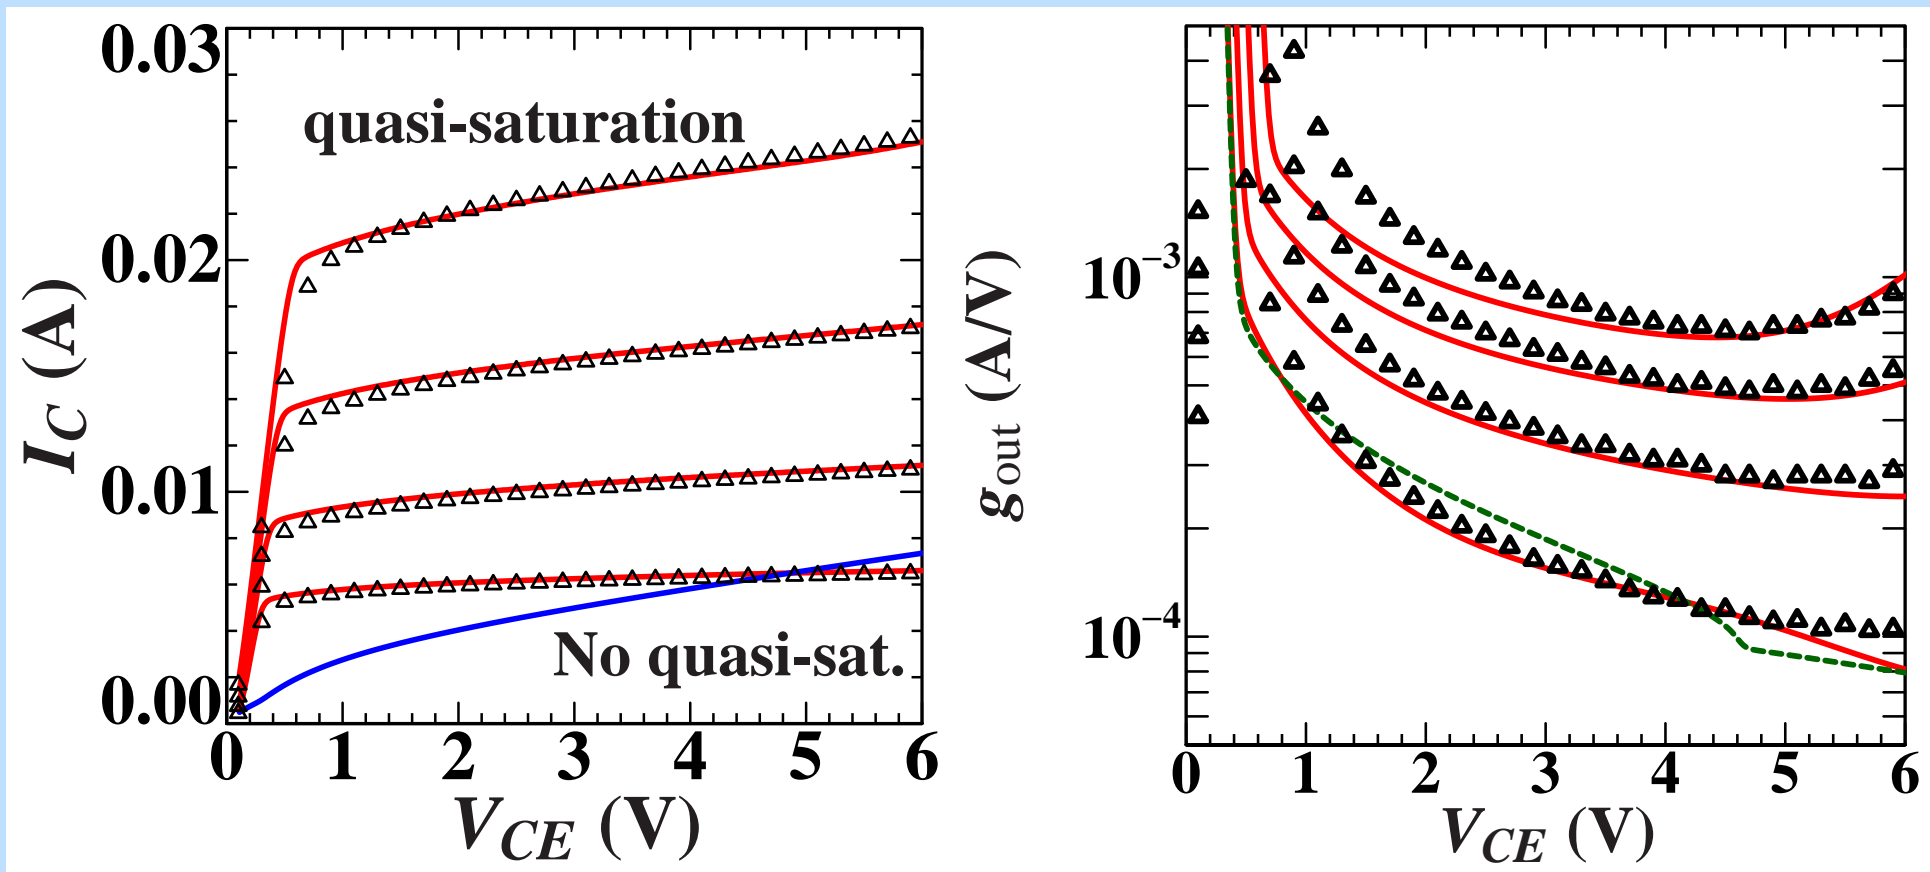 0.03
quasi-saturation
0.02
I_C (A)
0.01
No quasi-sat.
0.00
0 1 2 3 4 5 6
V_CE (V)
g_out (A/V)
10^-3
10^-4
0 1 2 3 4 5 6
V_CE (V)